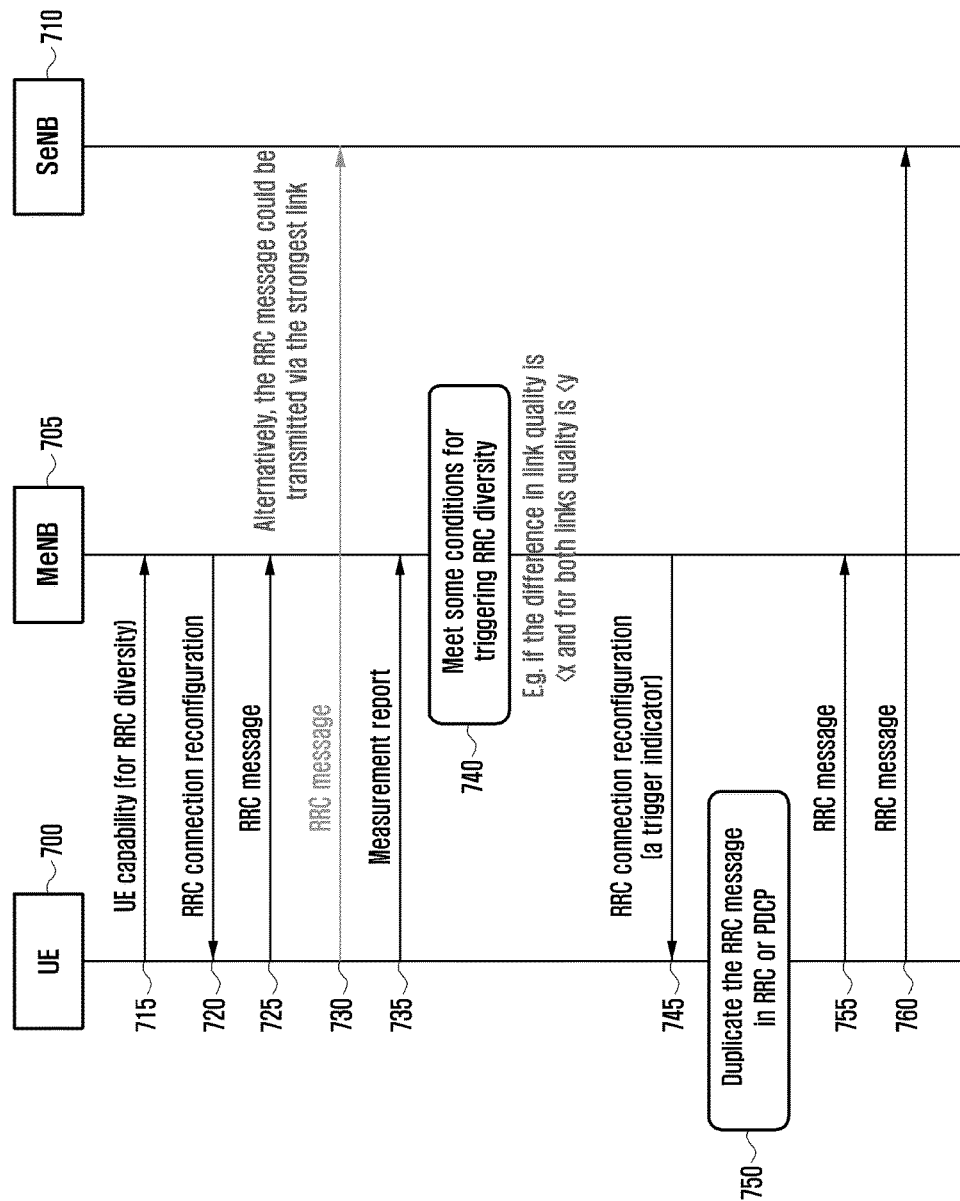 UE
700
MeNB
705
SeNB
710
715
UE capability (for RRC diversity)
720
RRC connection reconfiguration
725
RRC message
Alternatively, the RRC message could be
transmitted via the strongest link
730
RRC message
735
Measurement report
740
Meet some conditions for
triggering RRC diversity
E.g. if the difference in link quality is
<x and for both links quality is <y
745
RRC connection reconfiguration
(a trigger indicator)
750
Duplicate the RRC message
in RRC or PDCP
755
RRC message
760
RRC message